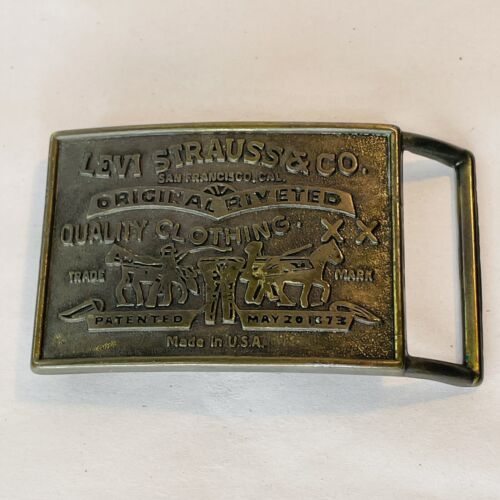 LEVI STRAUSS & CO.
SAN FRANCISCO, CAL.
ORIGINAL RIVETED
QUALITY CLOTHING. XX
TRADE MARK
PATENTED MAY 20 1873
Made in U.S.A.